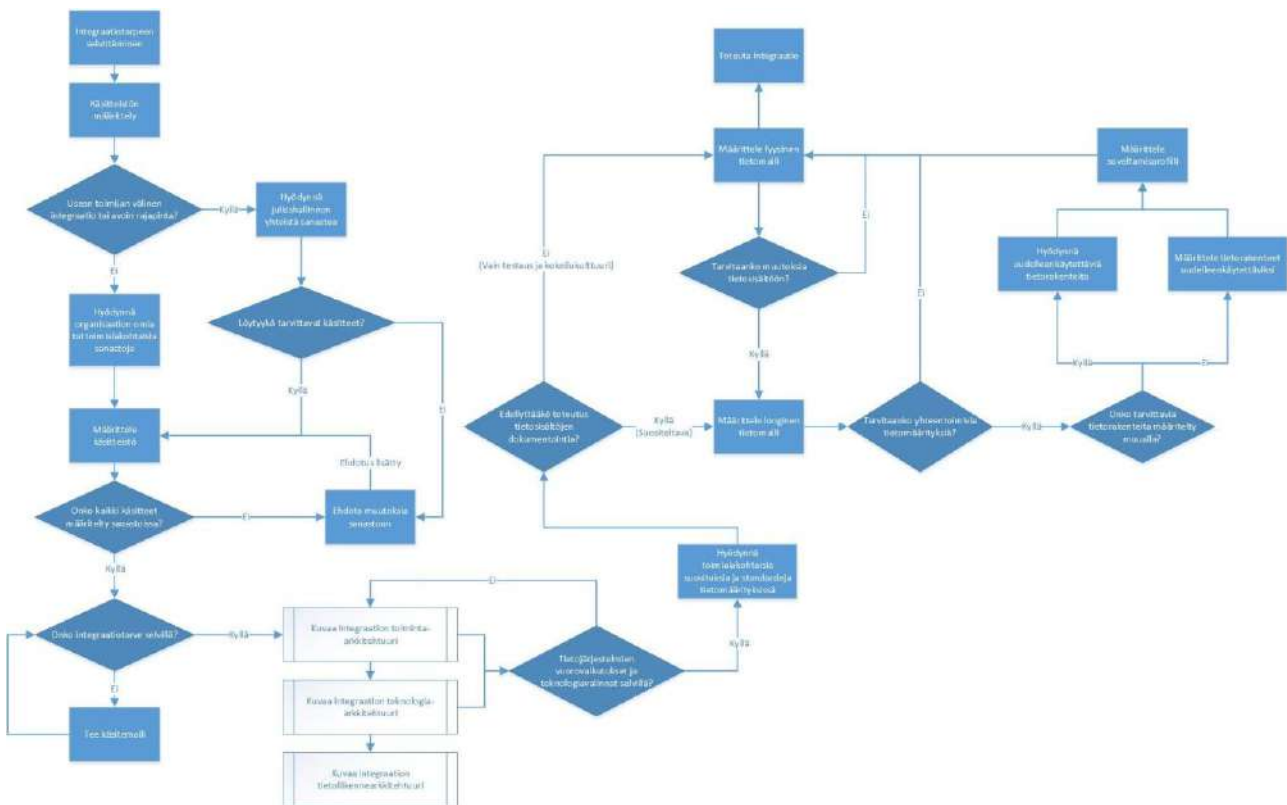 Integraatiotarpeen
selvittäminen
Käsitteistön
määrittely
Usean toimijan välinen
integraatio tai avoin rajapinta?
Kyllä
Hyödynnä
julkishallinnon
yhteistä sanastoa
Ei
Hyödynnä
organisaation omia
tai toimialakohtaisia
sanastoja
Löytyykö tarvittavat käsitteet?
Kyllä
Ei
Määrittele
käsitteistö
Ehdotus lisätty
Onko kaikki käsitteet
määritelty sanastoissa?
Ei
Ehdota muutoksia
sanastoon
Kyllä
Onko integraatiotarve selvillä?
Kyllä
Ei
Tee käsitemalli
Kuvaa integraation toiminta-
arkkitehtuuri
Kuvaa integraation teknologia-
arkkitehtuuri
Kuvaa integraation
tietoliikennearkkitehtuuri
Ei
Tietojärjestelmien
vuorovaikutukset ja
teknologiavalinnat selvillä?
Kyllä
Hyödynnä
toimialakohtaisia
suosituksia ja standardeja
tietomäärityksissä
Edellyttääkö toteutus
tietosisältöjen
dokumentointia?
Ei
(Vain testaus ja kokeilukulttuuri)
Kyllä
(Suositeltava)
Määrittele looginen
tietomalli
Toteuta integraatio
Määrittele fyysinen
tietomalli
Tarvitaanko muutoksia
tietosisältöön?
Ei
Kyllä
Tarvitaanko yhteentoimivia
tietomäärityksiä?
Ei
Kyllä
Onko tarvittavia
tietorakenteita määritelty
muualla?
Kyllä
Ei
Hyödynnä
uudelleenkäytettäviä
tietorakenteita
Määrittele tietorakenteet
uudelleenkäytettäviksi
Määrittele
soveltamisprofiili